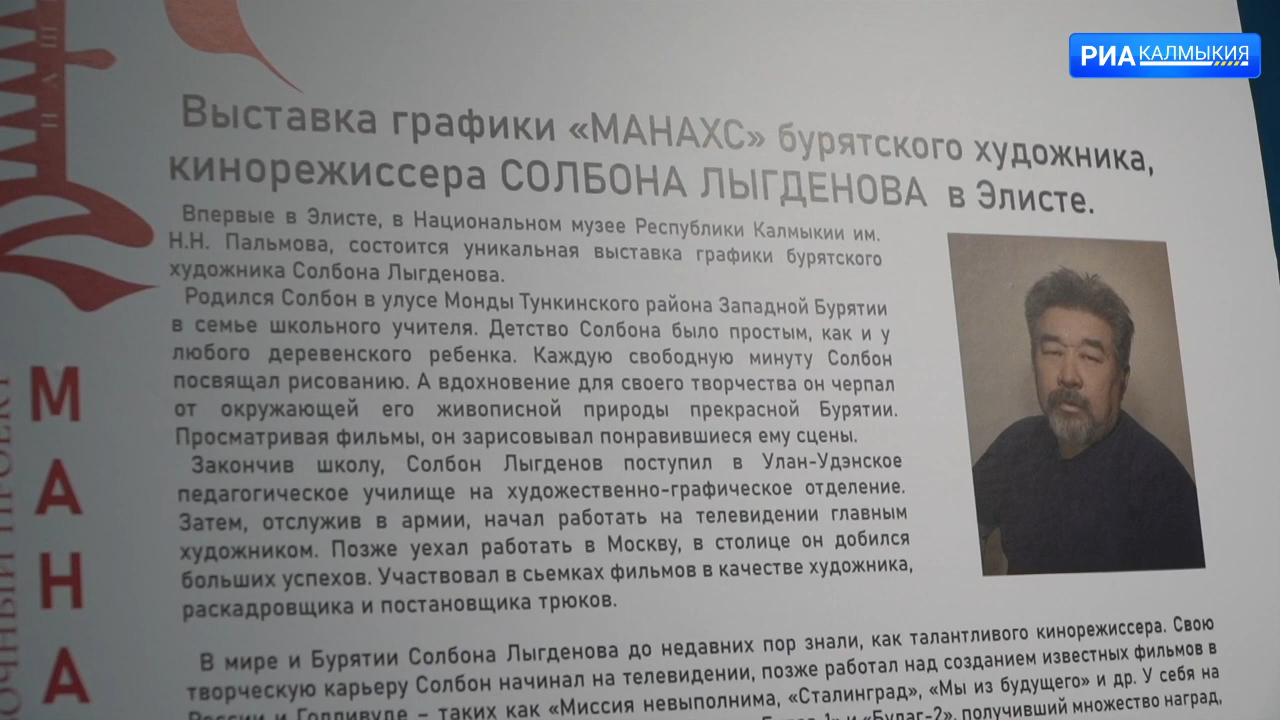 РИА КАЛМЫКИЯ
Выставка графики «МАНАХС» бурятского художника,
кинорежиссера СОЛБОНА ЛЫГДЕНОВА в Элисте.
Впервые в Элисте, в Национальном музее Республики Калмыкии им.
Н.Н. Пальмова, состоится уникальная выставка графики бурятского
художника Солбона Лыгденова.
Родился Солбон в улусе Монды Тункинского района Западной Бурятии
в семье школьного учителя. Детство Солбона было простым, как и у
любого деревенского ребенка. Каждую свободную минуту Солбон
посвящал рисованию. А вдохновение для своего творчества он черпал
от окружающей его живописной природы прекрасной Бурятии.
Просматривая фильмы, он зарисовывал понравившиеся ему сцены.
Закончив школу, Солбон Лыгденов поступил в Улан-Удэнское
педагогическое училище на художественно-графическое отделение.
Затем, отслужив в армии, начал работать на телевидении главным
художником. Позже уехал работать в Москву, в столице он добился
больших успехов. Участвовал в сьемках фильмов в качестве художника,
раскадровщика и постановщика трюков.
В мире и Бурятии Солбона Лыгденова до недавних пор знали, как талантливого кинорежиссера. Свою
творческую карьеру Солбон начинал на телевидении, позже работал над созданием известных фильмов в
России и Голливуде – таких как «Миссия невыполнима, «Сталинград», «Мы из будущего» и др. У себя на
и «Булаг-2», получивший множество наград,
МАНА